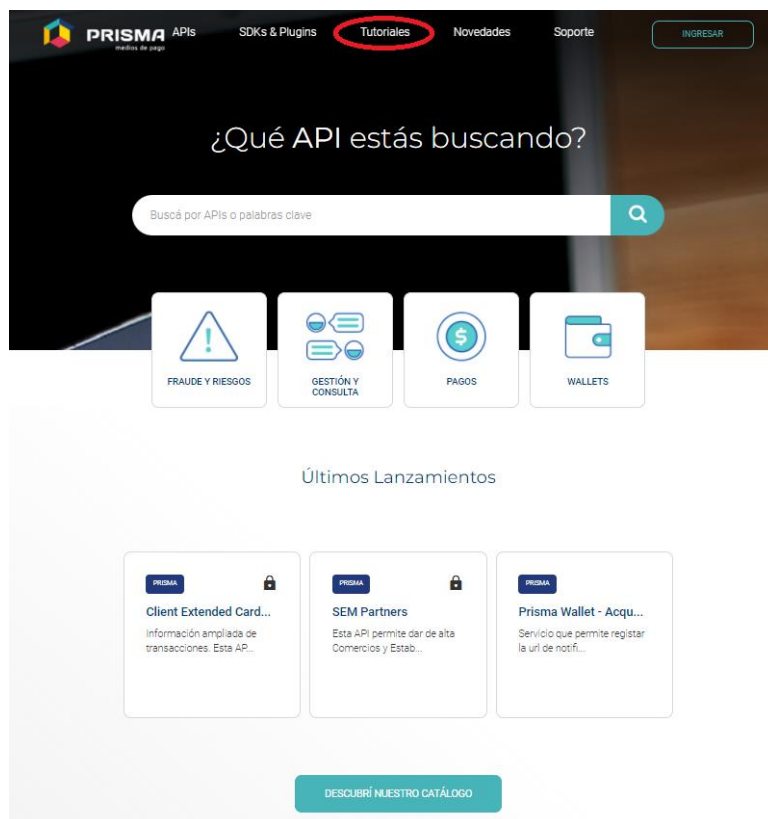 PRISMA
medios de pago
APIs
SDKs & Plugins
Tutoriales
Novedades
Soporte
INGRESAR
¿Qué API estás buscando?
Buscá por APIs o palabras clave
FRAUDE Y RIESGOS
GESTIÓN Y
CONSULTA
PAGOS
WALLETS
Últimos Lanzamientos
PRISMA
Client Extended Card...
Información ampliada de
transacciones. Esta AP...
PRISMA
SEM Partners
Esta API permite dar de alta
Comercios y Estab...
PRISMA
Prisma Wallet - Acqu...
Servicio que permite registar
la url de notifi...
DESCUBRÍ NUESTRO CATÁLOGO